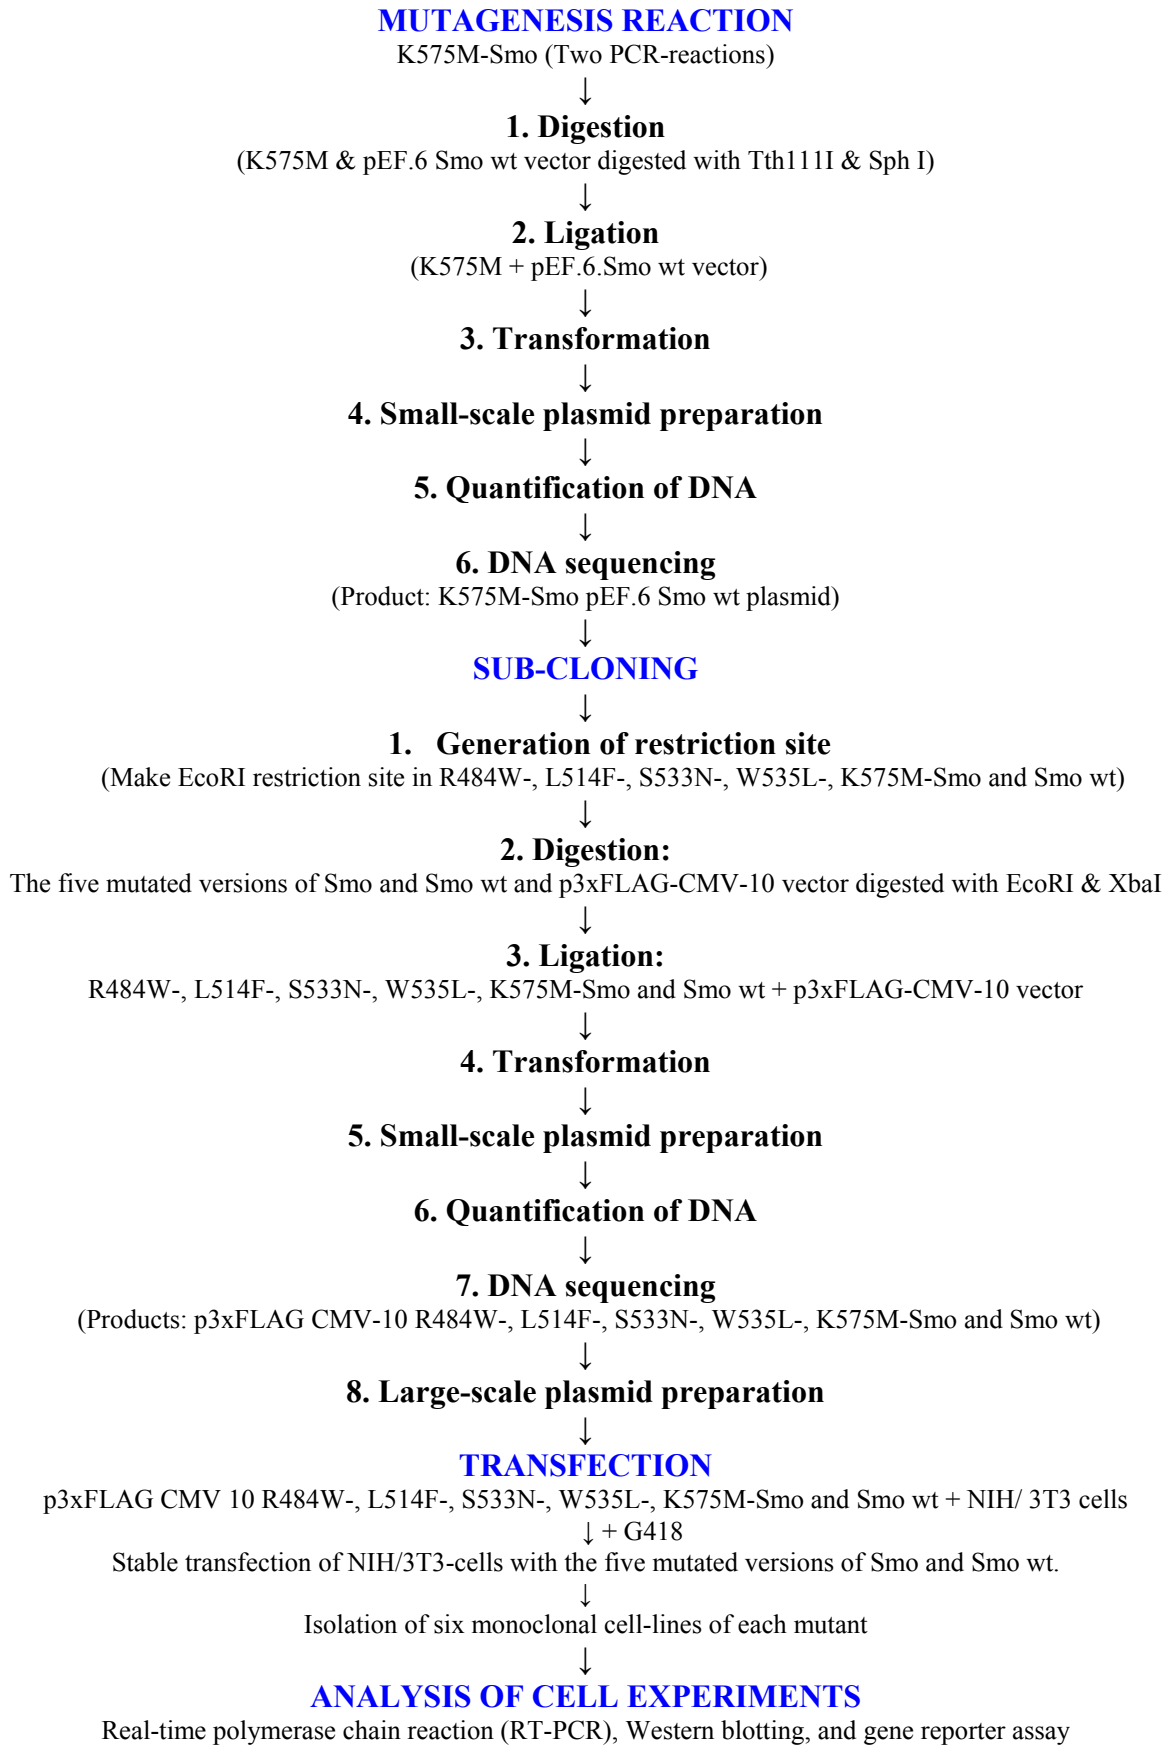 MUTAGENESIS REACTION
K575M-Smo (Two PCR-reactions)
↓
1. Digestion
(K575M & pEF.6 Smo wt vector digested with Tth111I & Sph I)
↓
2. Ligation
(K575M + pEF.6.Smo wt vector)
↓
3. Transformation
↓
4. Small-scale plasmid preparation
↓
5. Quantification of DNA
↓
6. DNA sequencing
(Product: K575M-Smo pEF.6 Smo wt plasmid)
↓
SUB-CLONING
↓
1. Generation of restriction site
(Make EcoRI restriction site in R484W-, L514F-, S533N-, W535L-, K575M-Smo and Smo wt)
↓
2. Digestion:
The five mutated versions of Smo and Smo wt and p3xFLAG-CMV-10 vector digested with EcoRI & XbaI
↓
3. Ligation:
R484W-, L514F-, S533N-, W535L-, K575M-Smo and Smo wt + p3xFLAG-CMV-10 vector
↓
4. Transformation
↓
5. Small-scale plasmid preparation
↓
6. Quantification of DNA
↓
7. DNA sequencing
(Products: p3xFLAG CMV-10 R484W-, L514F-, S533N-, W535L-, K575M-Smo and Smo wt)
↓
8. Large-scale plasmid preparation
↓
TRANSFECTION
p3xFLAG CMV 10 R484W-, L514F-, S533N-, W535L-, K575M-Smo and Smo wt + NIH/ 3T3 cells
↓ + G418
Stable transfection of NIH/3T3-cells with the five mutated versions of Smo and Smo wt.
↓
Isolation of six monoclonal cell-lines of each mutant
↓
ANALYSIS OF CELL EXPERIMENTS
Real-time polymerase chain reaction (RT-PCR), Western blotting, and gene reporter assay